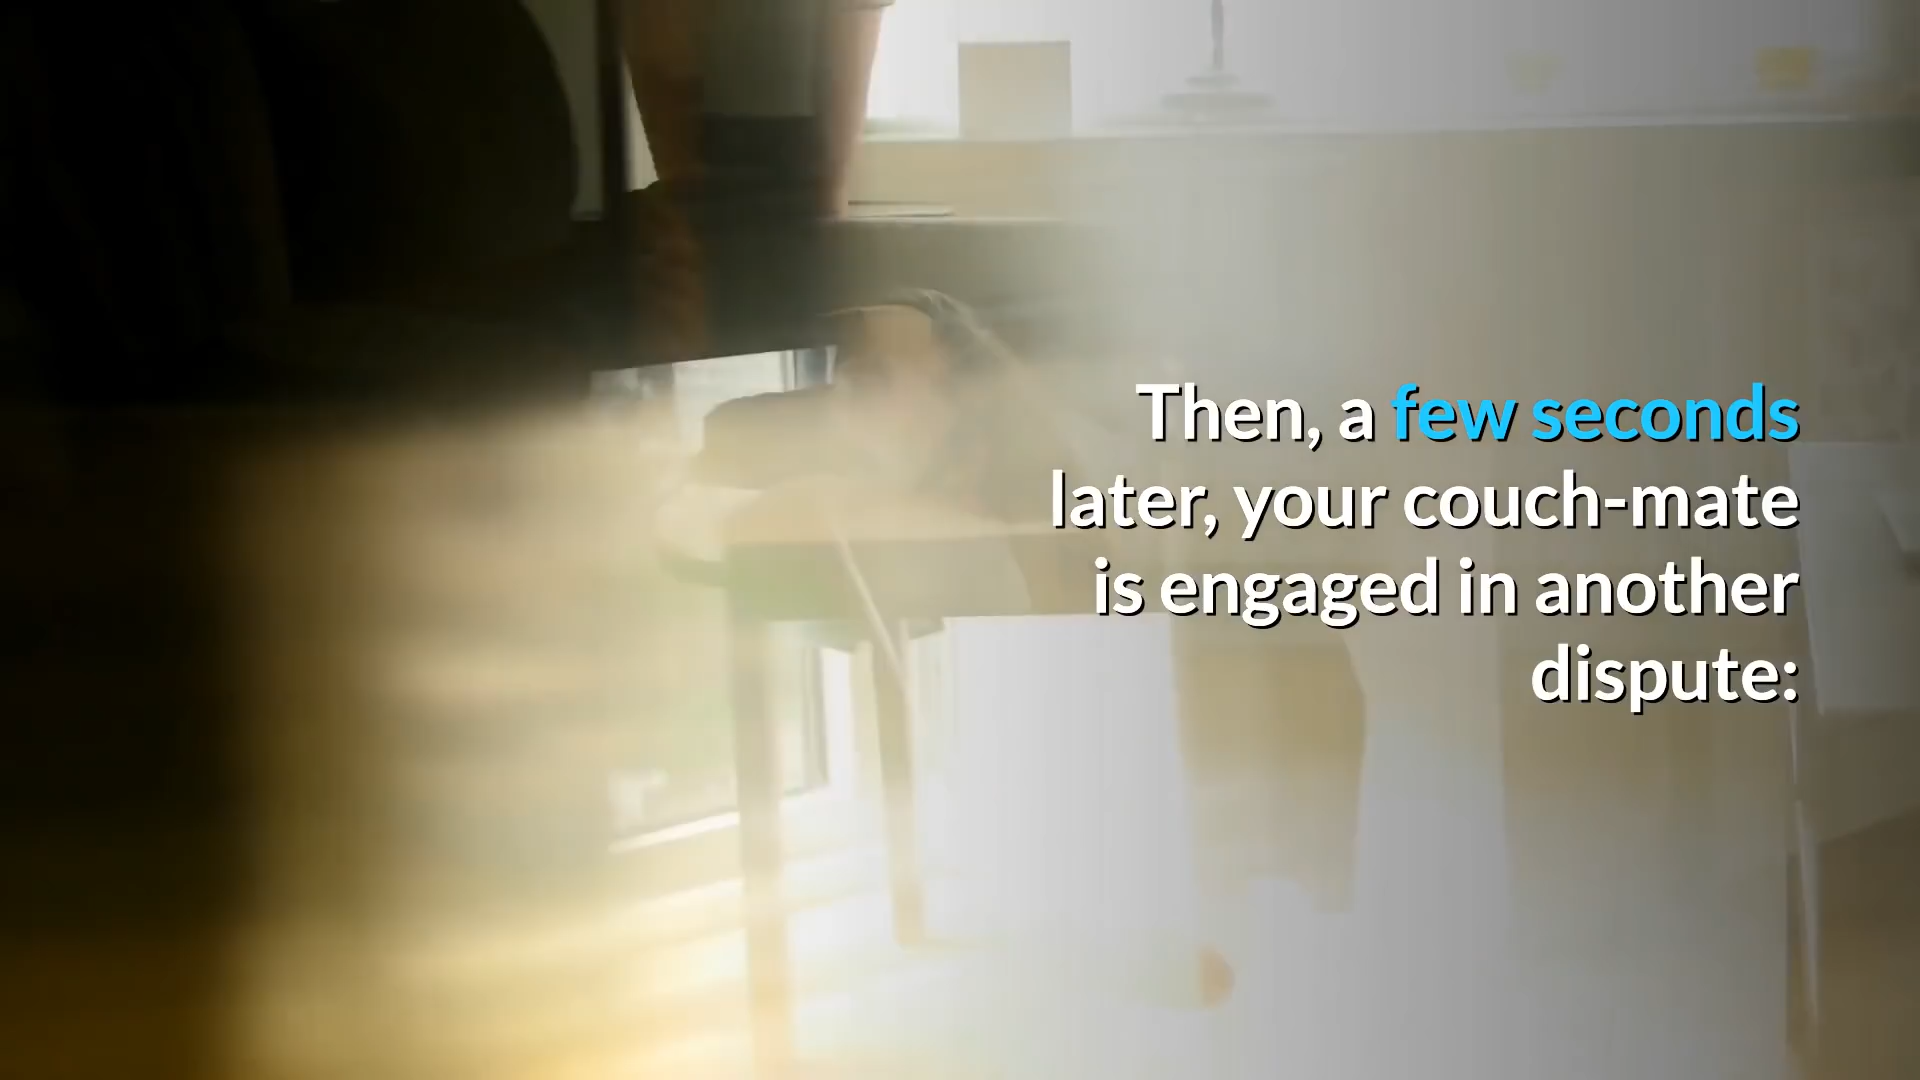 Then, a few seconds
later, your couch-mate
is engaged in another
dispute: